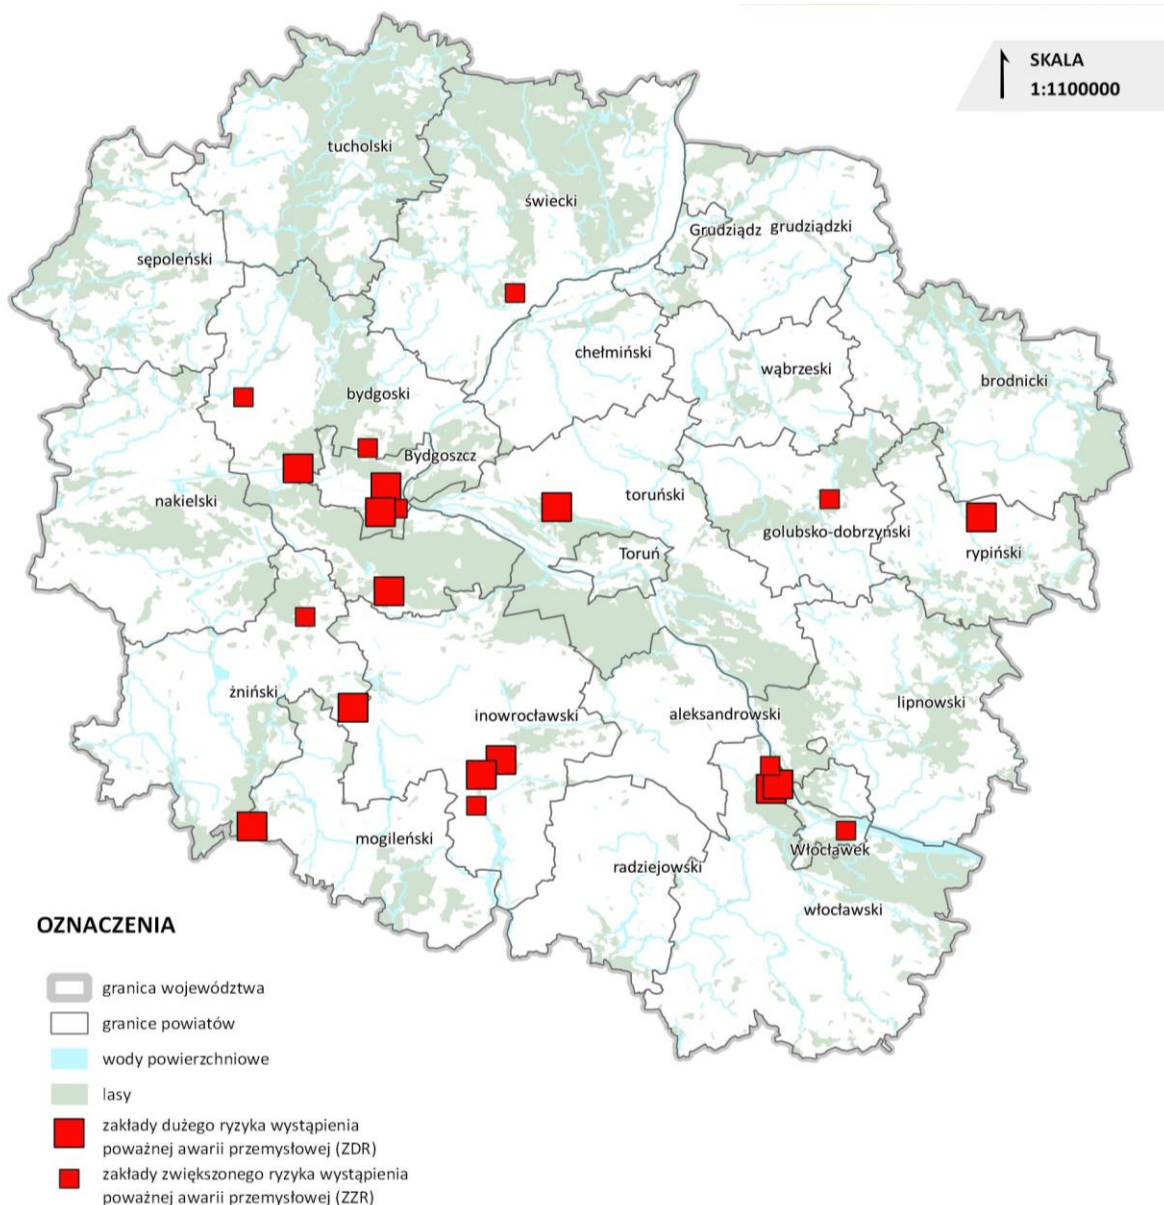 SKALA
1:1100000
tucholski
świecki
Grudziądz
grudziądzki
sępoleński
chełmiński
wąbrzeski
brodnicki
bydgoski
Bydgoszcz
nakielski
toruński
golubsko-dobrzyński
rypiński
Toruń
żniński
inowrocławski
aleksandrowski
lipnowski
mogileński
radziejowski
Włocławek
włocławski
OZNACZENIA
granica województwa
granice powiatów
wody powierzchniowe
lasy
zakłady dużego ryzyka wystąpienia
poważnej awarii przemysłowej (ZDR)
zakłady zwiększonego ryzyka wystąpienia
poważnej awarii przemysłowej (ZZR)